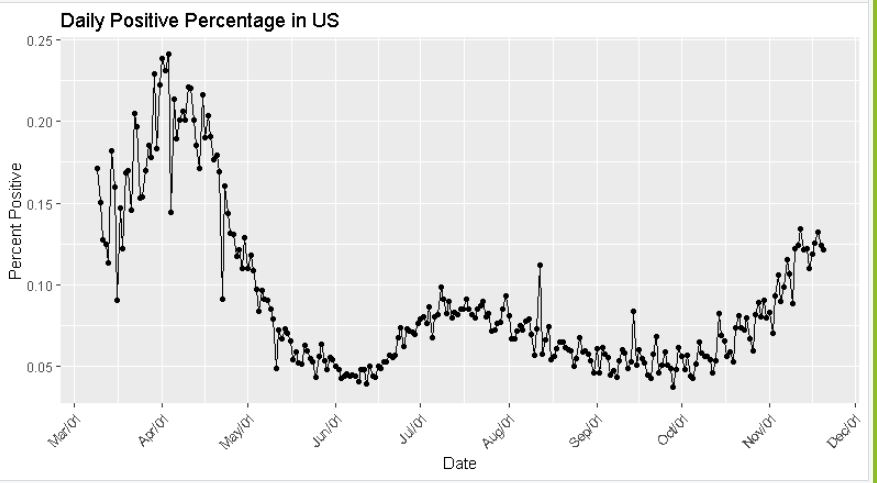 Daily Positive Percentage in US
0.25
0.20
0.15
0.10
0.05
Percent Positive
Mar/01
Apr/01
May/01
Jun/01
Jul/01
Aug/01
Sep/01
Oct/01
Nov/01
Dec/01
Date